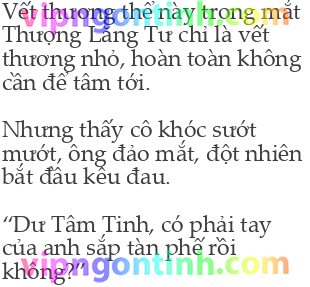 Vết thương thế này trong mắt
vipngontinh.com
Thượng Lăng Tư chỉ là vết
thương nhỏ, hoàn toàn không
cần để tâm tới.
Nhưng thấy cô khóc sướt
mướt, ông đảo mắt, đột nhiên
bắt đầu kêu đau.
“Dư Tâm Tinh, có phải tay
của anh sắp tàn phế rồi
không?”
vipngontinh.com